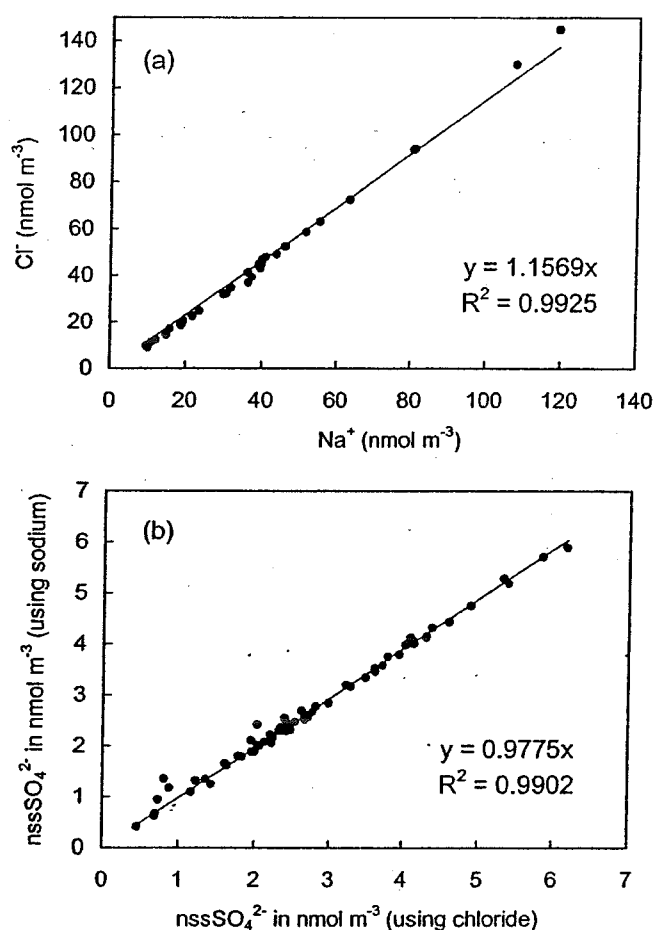 140
120
100
80
60
40
20
0
Cl⁻ (nmol m⁻³)
(a)
y = 1.1569x
R² = 0.9925
0 20 40 60 80 100 120 140
Na⁺ (nmol m⁻³)
7
6
5
4
3
2
1
0
nssSO₄²⁻ in nmol m⁻³ (using sodium)
(b)
y = 0.9775x
R² = 0.9902
0 1 2 3 4 5 6 7
nssSO₄²⁻ in nmol m⁻³ (using chloride)